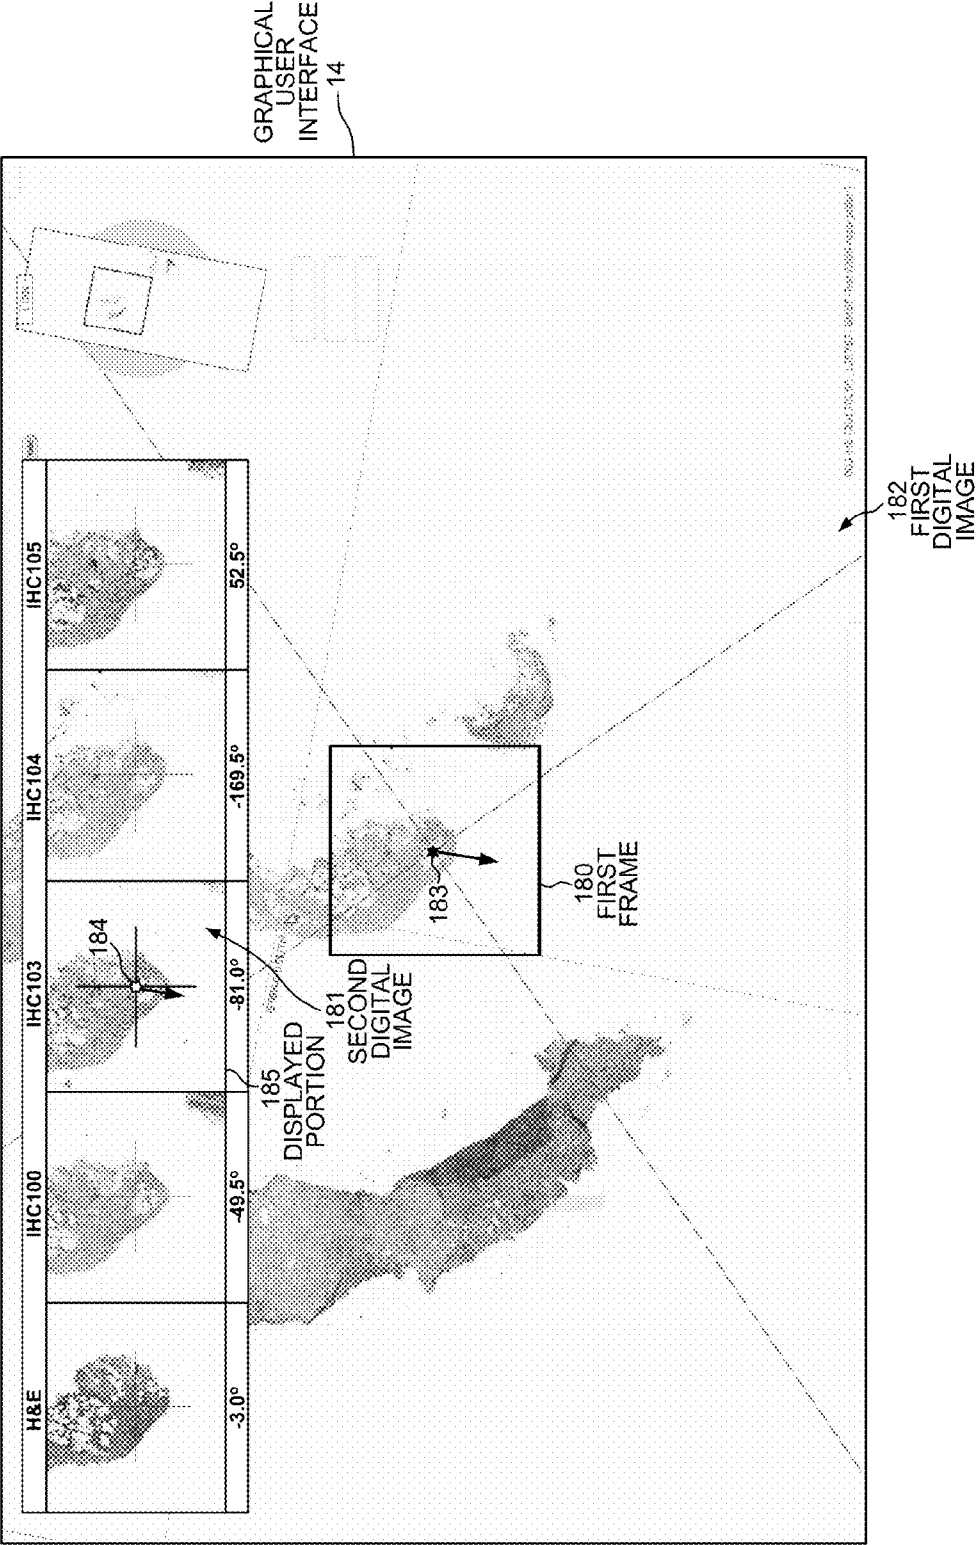 GRAPHICAL
USER
INTERFACE
14
H&E
IHC100
IHC103
IHC104
IHC105
184
-3.0°
-49.5°
-81.0°
-169.5°
52.5°
185
DISPLAYED
PORTION
181
SECOND
DIGITAL
IMAGE
183
180
FIRST
FRAME
182
FIRST
DIGITAL
IMAGE